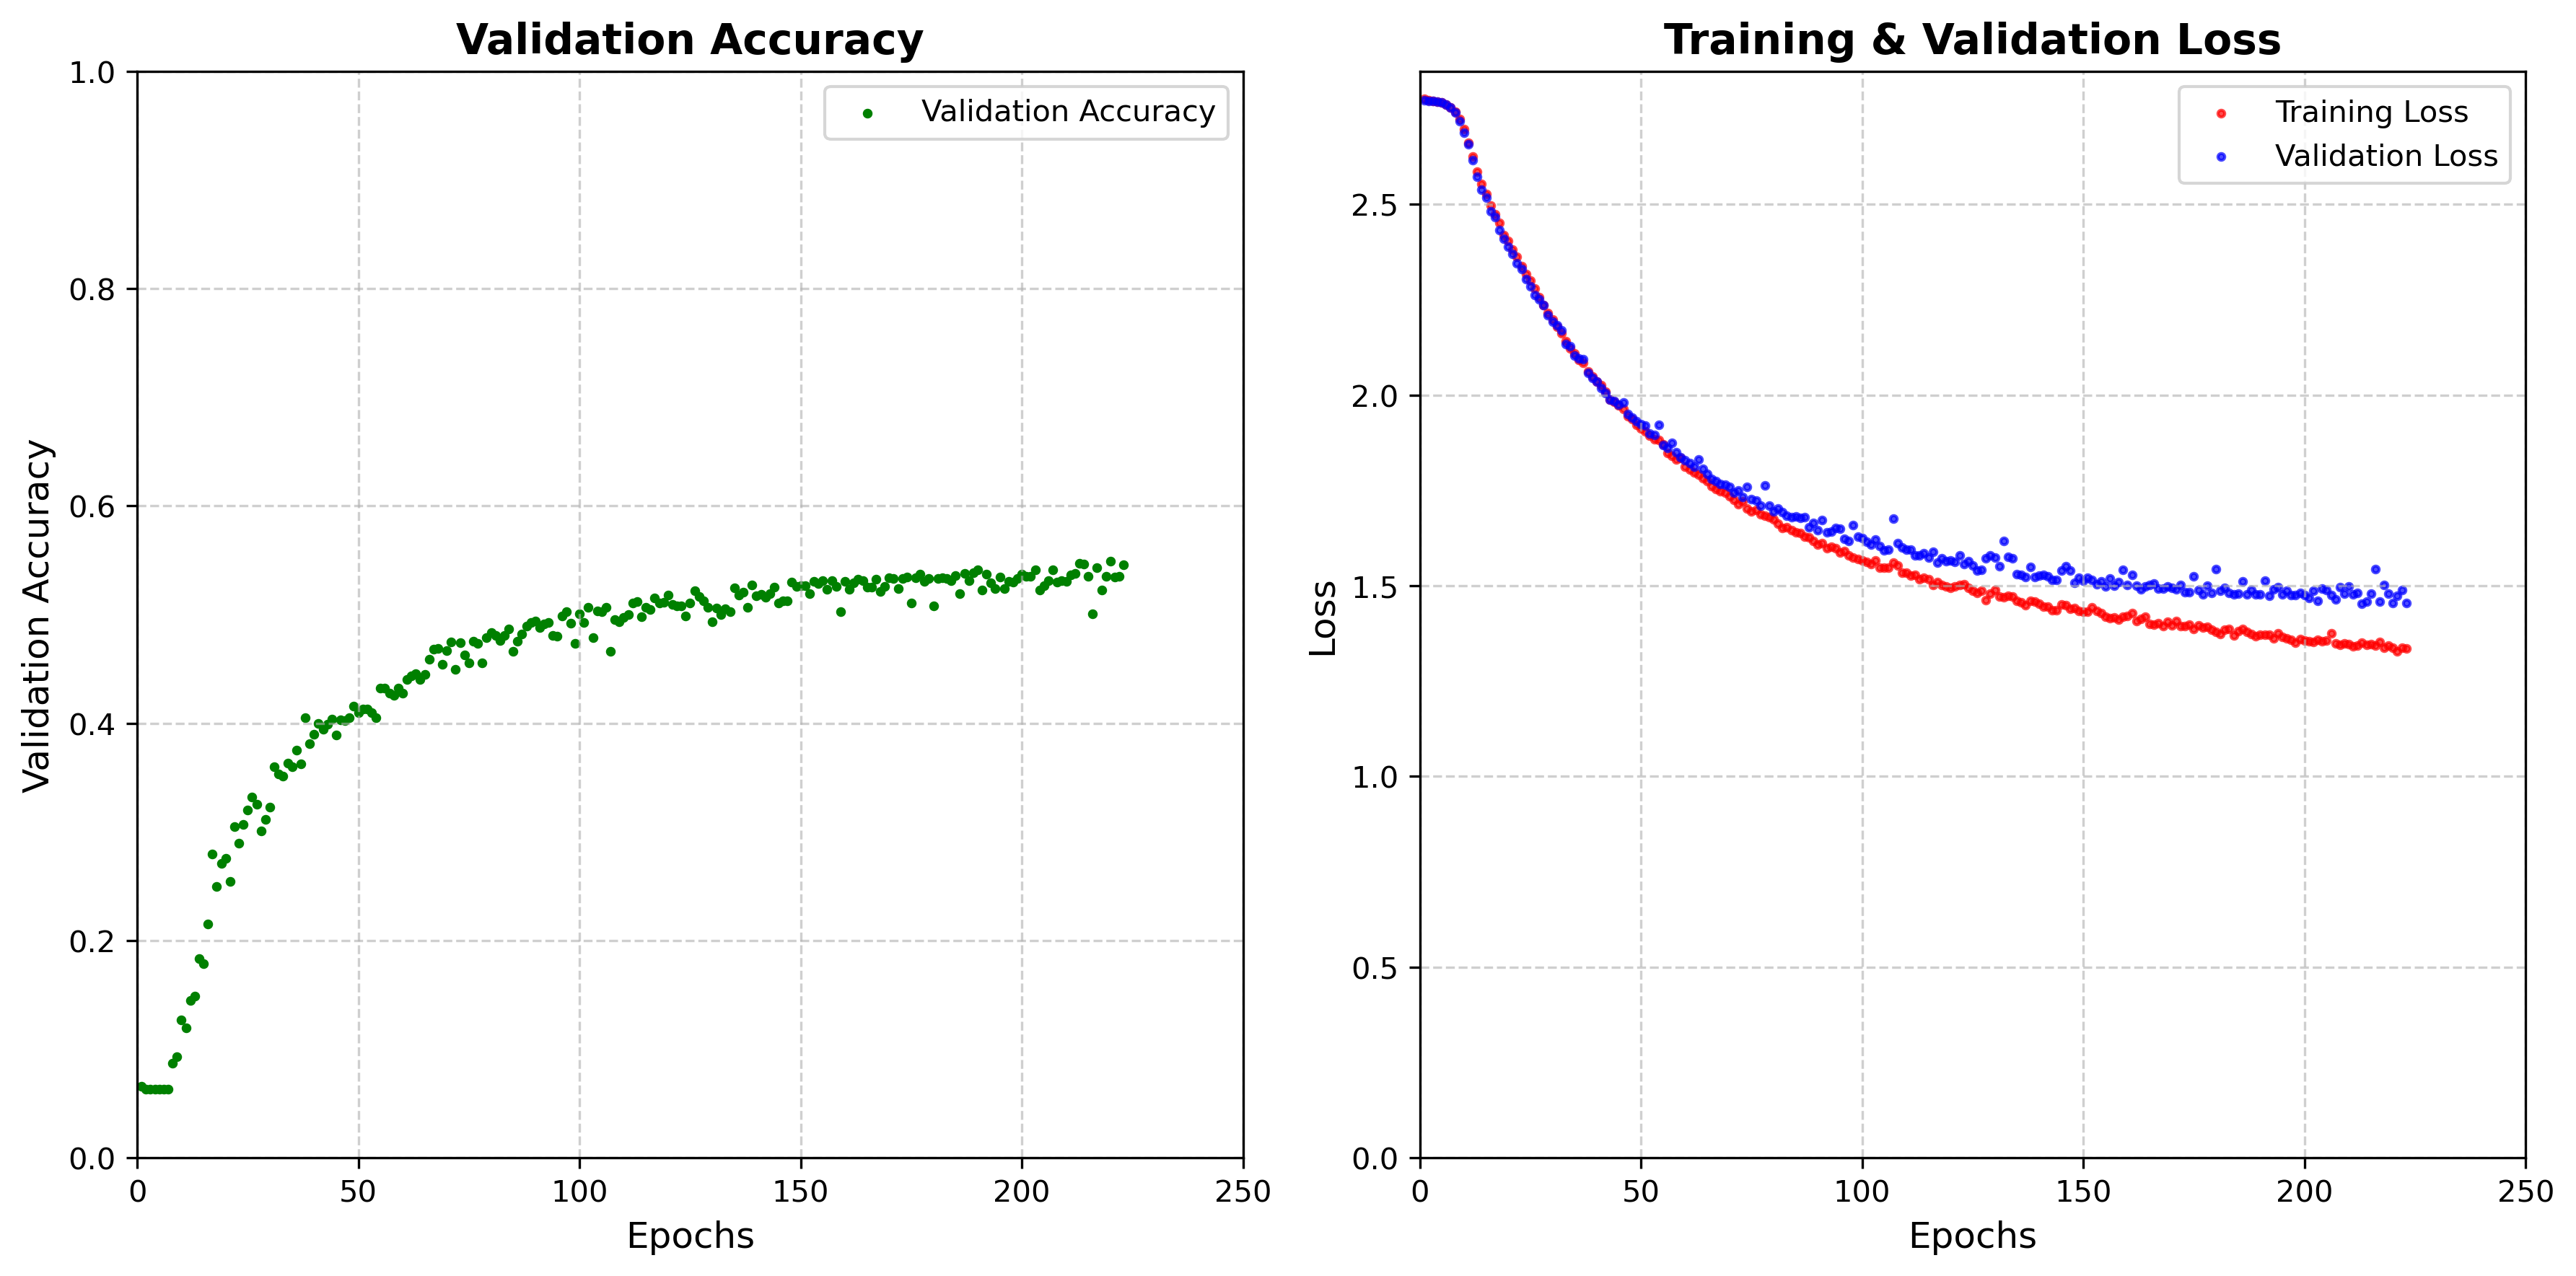 Validation Accuracy
Validation Accuracy
1.0
0.8
0.6
0.4
0.2
0.0
0
50
100
150
200
250
Validation Accuracy
Epochs
Training & Validation Loss
Training Loss
Validation Loss
2.5
2.0
1.5
1.0
0.5
0.0
0
50
100
150
200
250
Loss
Epochs